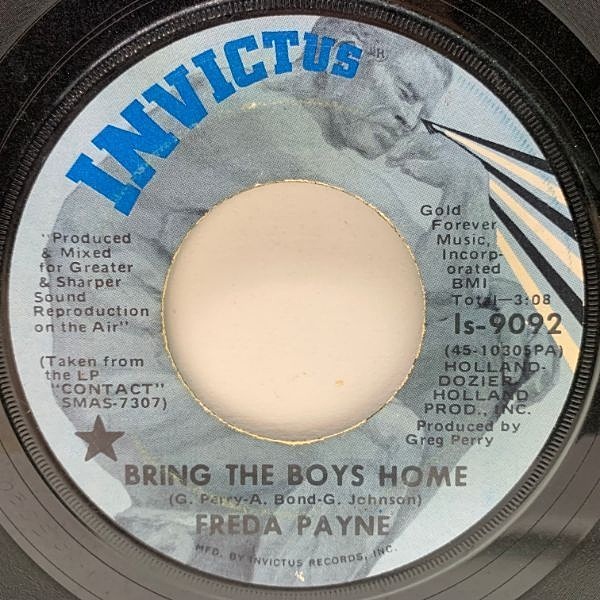 INVICTUS®
"Produced
& Mixed
for Greater
& Sharper
Sound
Reproduction
on the Air"
(Taken from
the LP
"CONTACT"
SMAS-7307)
Gold
Forever
Music,
Incorp-
orated
BMI
Total—3:08
Is-9092
(45-10305PA)
HOLLAND-
DOZIER-
HOLLAND
PROD., INC.
Produced by
Greg Perry
BRING THE BOYS HOME
(G. Perry-A. Bond-G. Johnson)
FREDA PAYNE
MFD. BY INVICTUS RECORDS, INC.